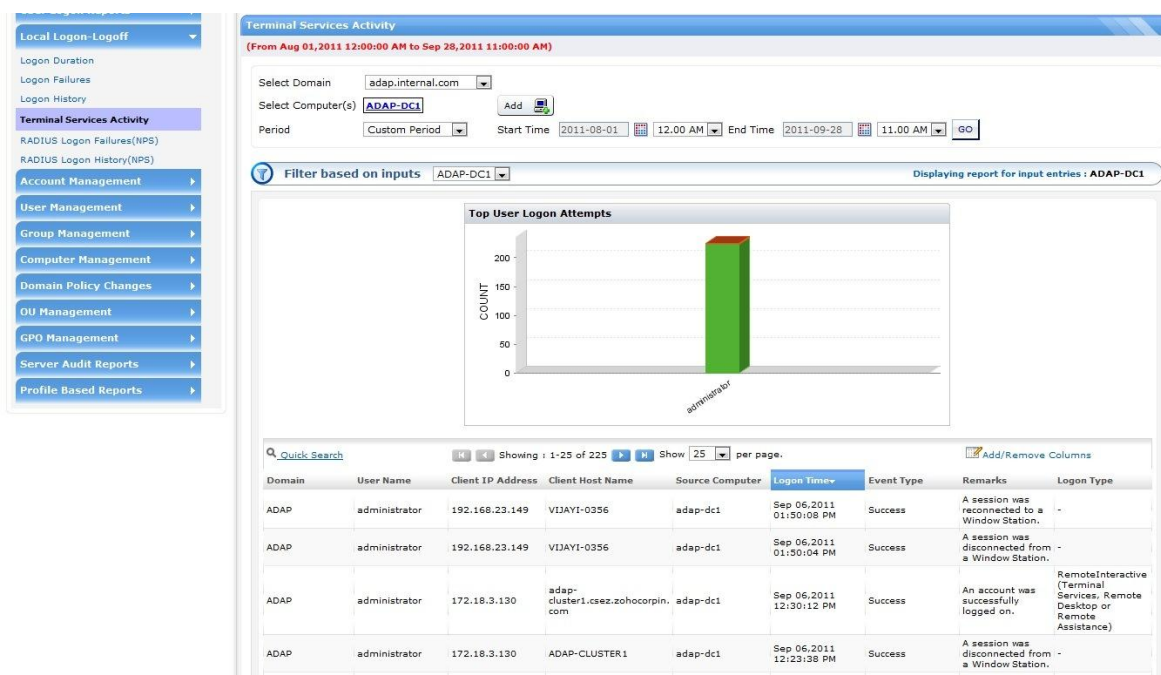 Local Logon-Logoff
Logon Duration
Logon Failures
Logon History
Terminal Services Activity
RADIUS Logon Failures(NPS)
RADIUS Logon History(NPS)
Account Management
User Management
Group Management
Computer Management
Domain Policy Changes
OU Management
GPO Management
Server Audit Reports
Profile Based Reports
Terminal Services Activity
(From Aug 01,2011 12:00:00 AM to Sep 28,2011 11:00:00 AM)
Select Domain adap.internal.com
Select Computer(s) ADAP-DC1 Add
Period Custom Period Start Time 2011-08-01 12.00 AM End Time 2011-09-28 11.00 AM GO
Filter based on inputs ADAP-DC1 Displaying report for input entries : ADAP-DC1
Top User Logon Attempts
COUNT
200
150
100
50
0
administrator
Quick Search Showing : 1-25 of 225 Show 25 per page. Add/Remove Columns
Domain User Name Client IP Address Client Host Name Source Computer Logon Time Event Type Remarks Logon Type
ADAP administrator 192.168.23.149 VIJAYI-0356 adap-dc1 Sep 06,2011 01:50:08 PM Success A session was reconnected to a Window Station. -
ADAP administrator 192.168.23.149 VIJAYI-0356 adap-dc1 Sep 06,2011 01:50:04 PM Success A session was disconnected from a Window Station. -
ADAP administrator 172.18.3.130 adap-cluster1.csez.zohocorpin.com adap-dc1 Sep 06,2011 12:30:12 PM Success An account was successfully logged on. RemoteInteractive (Terminal Services, Remote Desktop or Remote Assistance)
ADAP administrator 172.18.3.130 ADAP-CLUSTER1 adap-dc1 Sep 06,2011 12:23:38 PM Success A session was disconnected from a Window Station. -